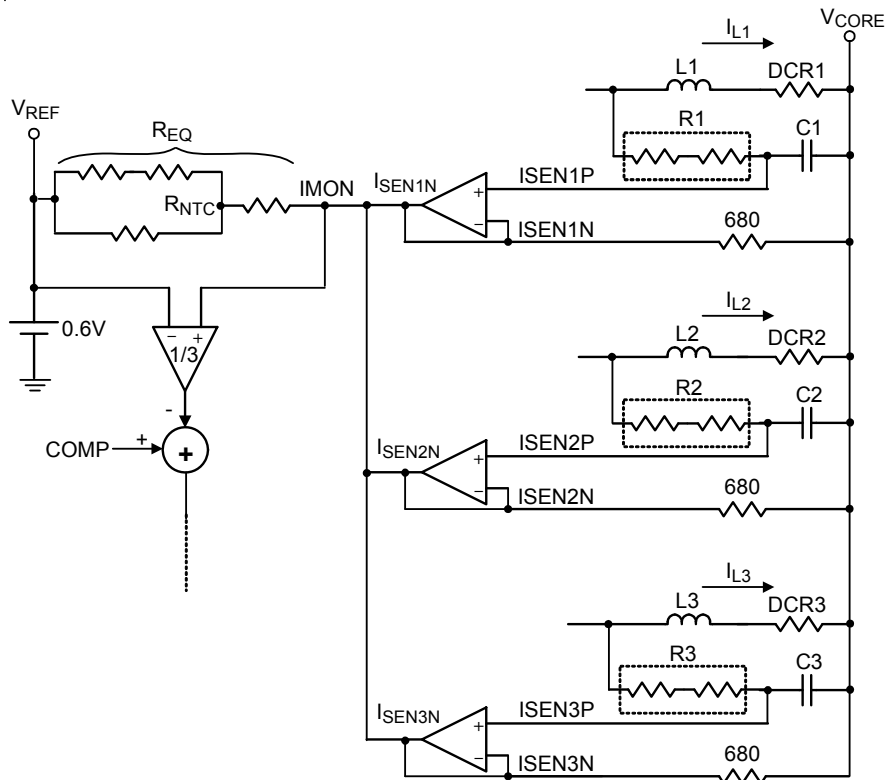 V_CORE
I_L1
L1 DCR1
V_REF
R_EQ
R1 C1
R_NTC IMON I_SEN1N + ISEN1P
− ISEN1N 680
0.6V
− +
1/3
I_L2
L2 DCR2
-
R2 C2
COMP + +
I_SEN2N + ISEN2P
− ISEN2N 680
I_L3
L3 DCR3
R3 C3
I_SEN3N + ISEN3P
− ISEN3N 680